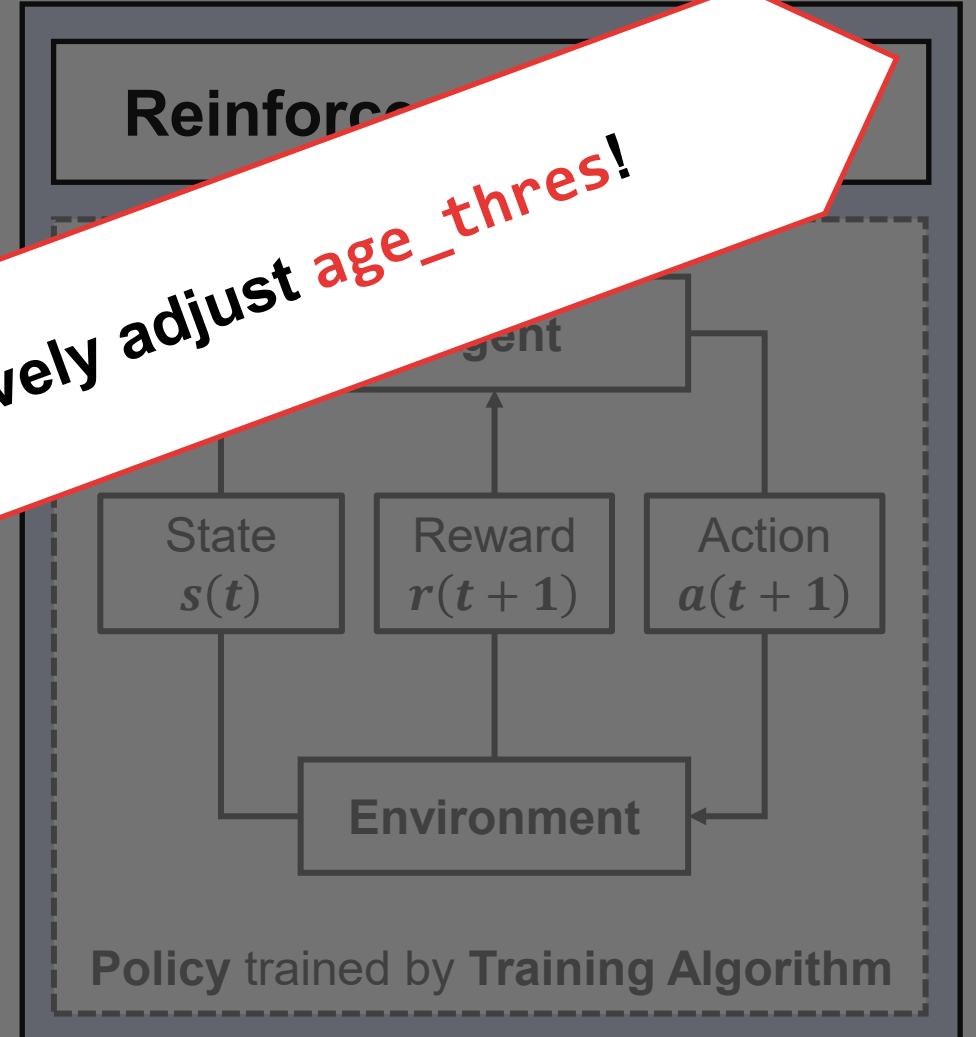 Reinforc
vely adjust age_thres!
gent
State
s(t)
Reward
r(t + 1)
Action
a(t + 1)
Environment
Policy trained by Training Algorithm